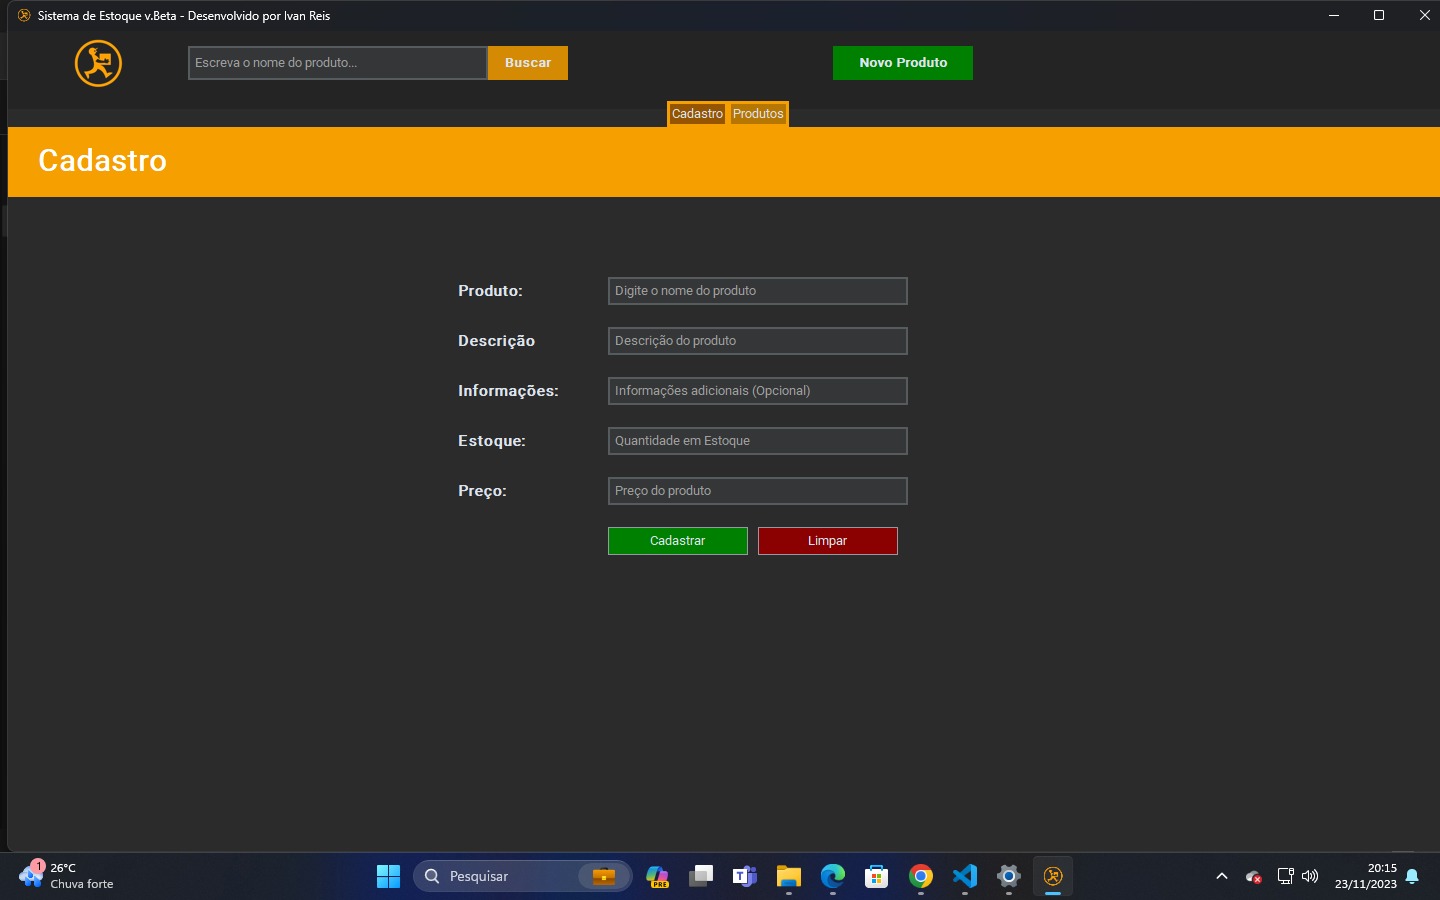 Sistema de Estoque v.Beta - Desenvolvido por Ivan Reis
Escreva o nome do produto...
Buscar
Novo Produto
Cadastro
Produtos
Cadastro
Produto:
Digite o nome do produto
Descrição
Descrição do produto
Informações:
Informações adicionais (Opcional)
Estoque:
Quantidade em Estoque
Preço:
Preço do produto
Cadastrar
Limpar
1
26°C
Chuva forte
Pesquisar
PRE
T
20:15
23/11/2023